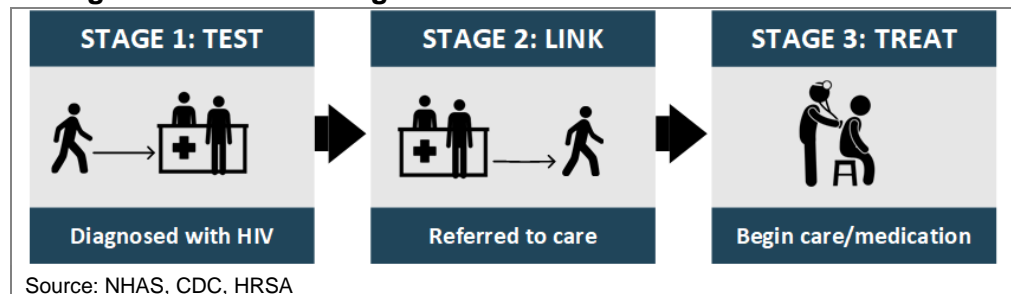 STAGE 1: TEST
STAGE 2: LINK
STAGE 3: TREAT
Diagnosed with HIV
Referred to care
Begin care/medication
Source: NHAS, CDC, HRSA